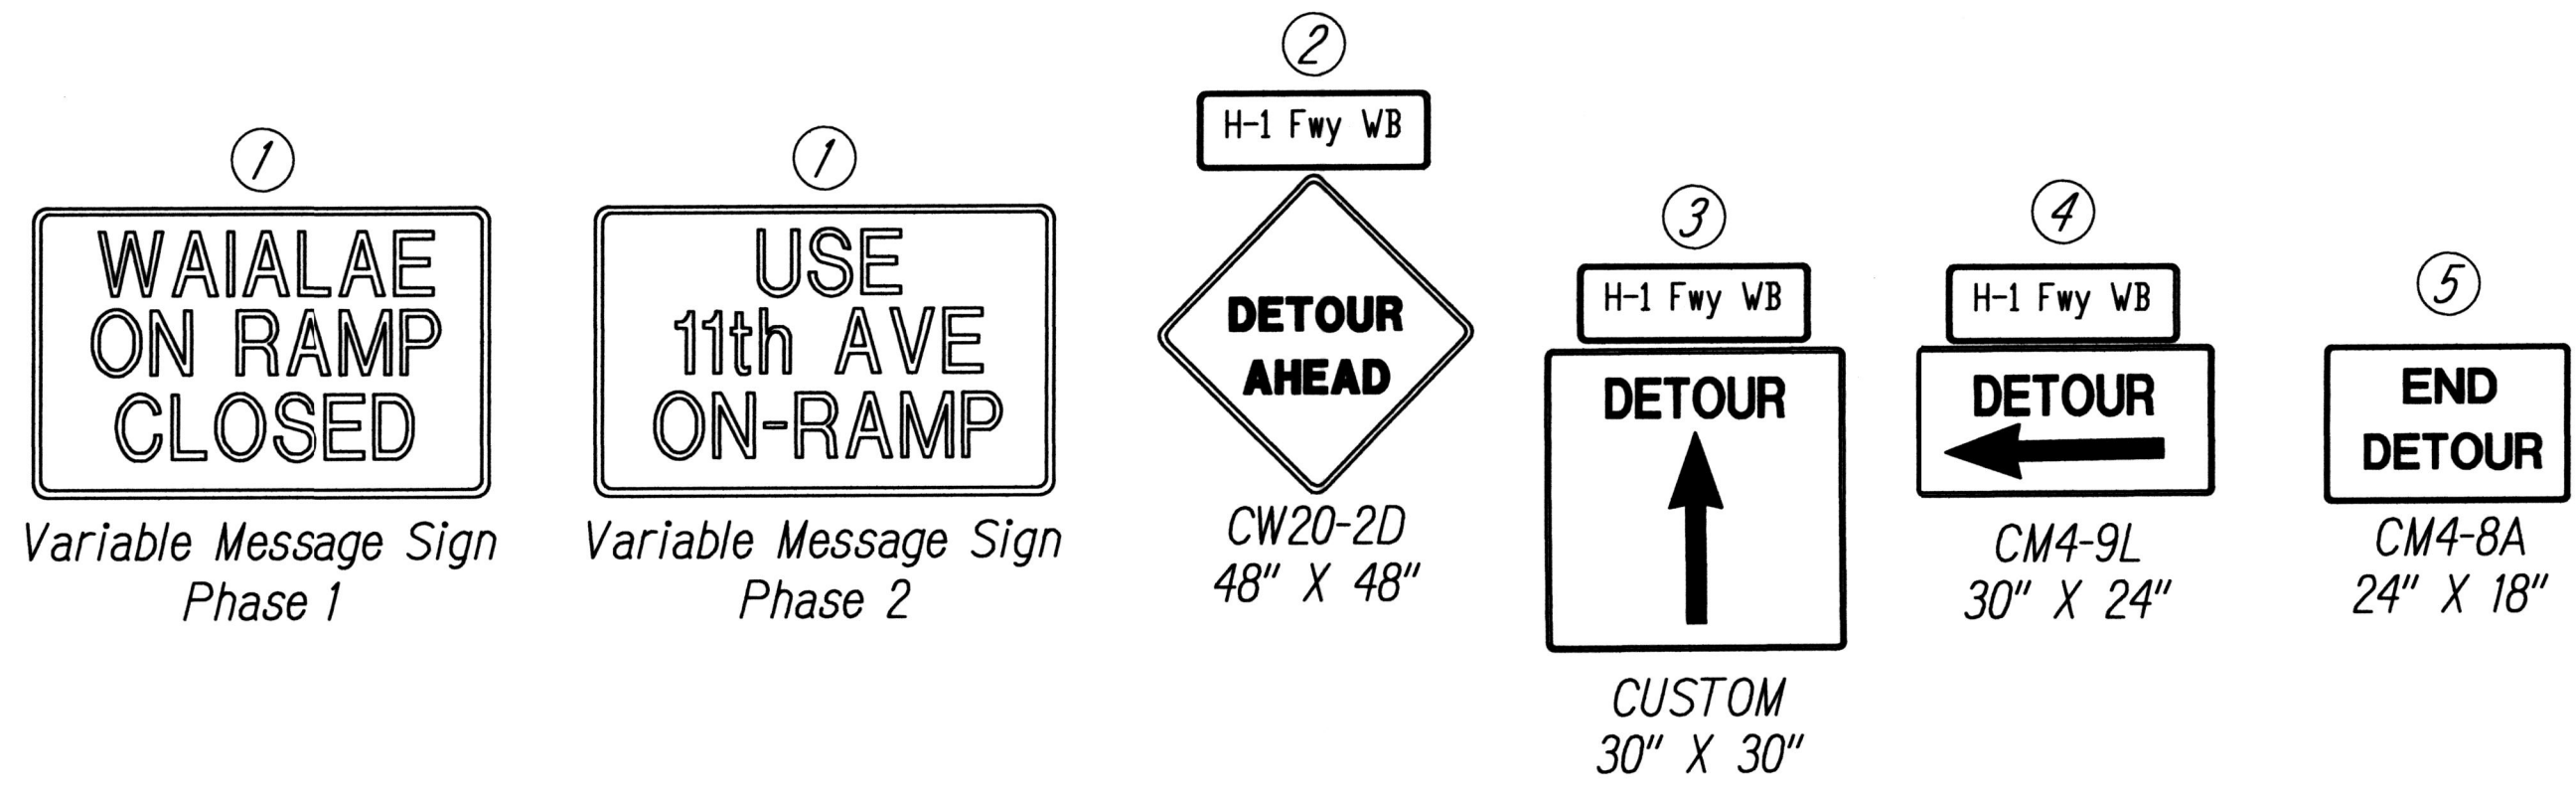 1
WAIALAE
ON RAMP
CLOSED
Variable Message Sign
Phase 1
1
USE
11th AVE
ON-RAMP
Variable Message Sign
Phase 2
2
H-1 Fwy WB
DETOUR
AHEAD
CW20-2D
48" X 48"
3
H-1 Fwy WB
DETOUR
CUSTOM
30" X 30"
4
H-1 Fwy WB
DETOUR
CM4-9L
30" X 24"
5
END
DETOUR
CM4-8A
24" X 18"